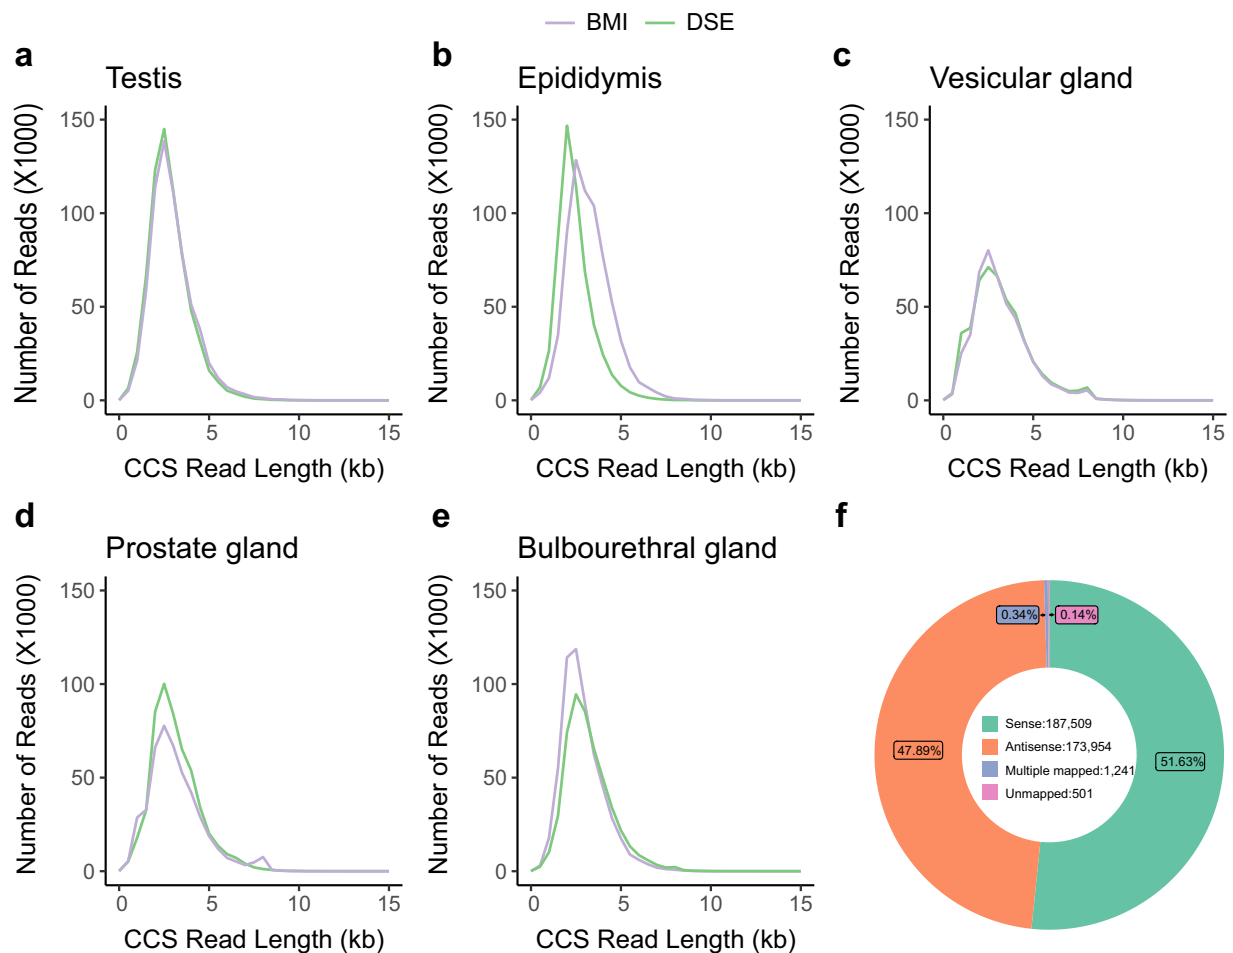 BMI DSE
a
Testis
Number of Reads (X1000)
150
100
50
0
0 5 10 15
CCS Read Length (kb)
b
Epididymis
Number of Reads (X1000)
150
100
50
0
0 5 10 15
CCS Read Length (kb)
c
Vesicular gland
Number of Reads (X1000)
150
100
50
0
0 5 10 15
CCS Read Length (kb)
d
Prostate gland
Number of Reads (X1000)
150
100
50
0
0 5 10 15
CCS Read Length (kb)
e
Bulbourethral gland
Number of Reads (X1000)
150
100
50
0
0 5 10 15
CCS Read Length (kb)
f
0.34% 0.14%
47.89%
51.63%
Sense:187,509
Antisense:173,954
Multiple mapped:1,241
Unmapped:501